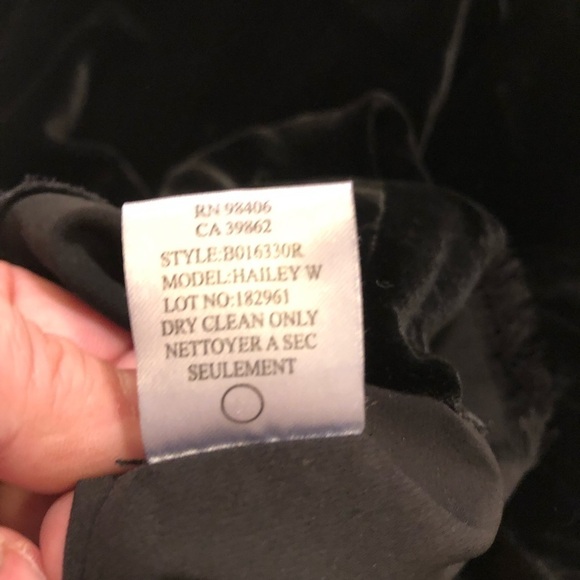 RN 98406
CA 39862
STYLE:B016330R
MODEL:HAILEY W
LOT NO:182961
DRY CLEAN ONLY
NETTOYER A SEC
SEULEMENT